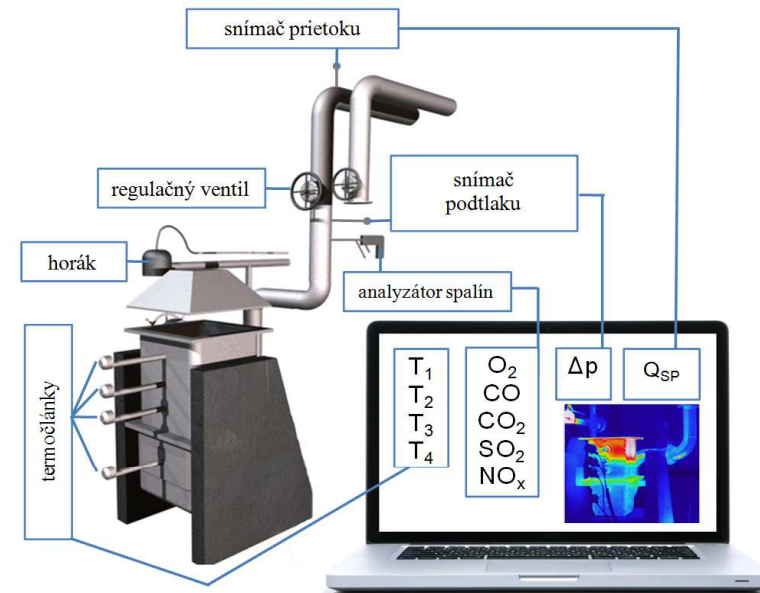 snímač prietoku
regulačný ventil
snímač
podtlaku
horák
analyzátor spalín
termočlánky
T₁
T₂
T₃
T₄
O₂
CO
CO₂
SO₂
NOₓ
Δp
Q_SP